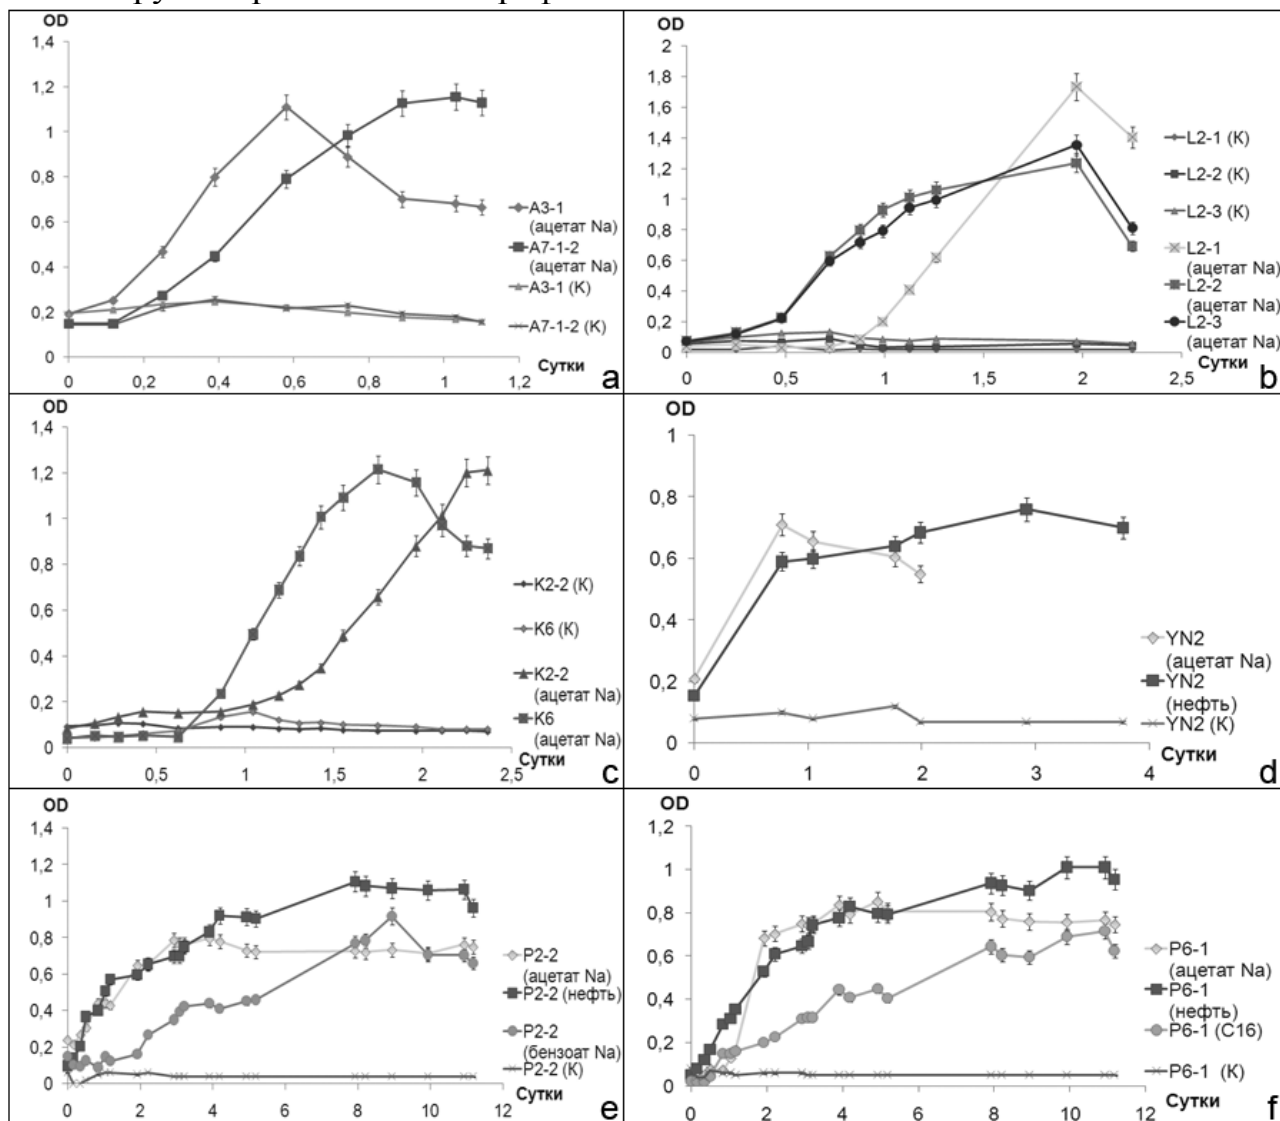 OD
1,4
1,2
1
0,8
0,6
0,4
0,2
0
0
0,2
0,4
0,6
0,8
1
1,2
Сутки
A3-1
(ацетат Na)
A7-1-2
(ацетат Na)
A3-1 (К)
A7-1-2 (К)
a
OD
2
1,8
1,6
1,4
1,2
1
0,8
0,6
0,4
0,2
0
0
0,5
1
1,5
2
2,5
Сутки
L2-1 (К)
L2-2 (К)
L2-3 (К)
L2-1
(ацетат Na)
L2-2
(ацетат Na)
L2-3
(ацетат Na)
b
OD
1,4
1,2
1
0,8
0,6
0,4
0,2
0
0
0,5
1
1,5
2
2,5
Сутки
K2-2 (К)
K6 (К)
K2-2
(ацетат Na)
K6
(ацетат Na)
c
OD
1
0,8
0,6
0,4
0,2
0
0
1
2
3
4
Сутки
YN2
(ацетат Na)
YN2
(нефть)
YN2 (К)
d
OD
1,4
1,2
1
0,8
0,6
0,4
0,2
0
0
2
4
6
8
10
12
Сутки
P2-2
(ацетат Na)
P2-2 (нефть)
P2-2
(бензоат Na)
P2-2 (К)
e
OD
1,2
1
0,8
0,6
0,4
0,2
0
0
2
4
6
8
10
12
Сутки
P6-1
(ацетат Na)
P6-1
(нефть)
P6-1 (C16)
P6-1 (К)
f